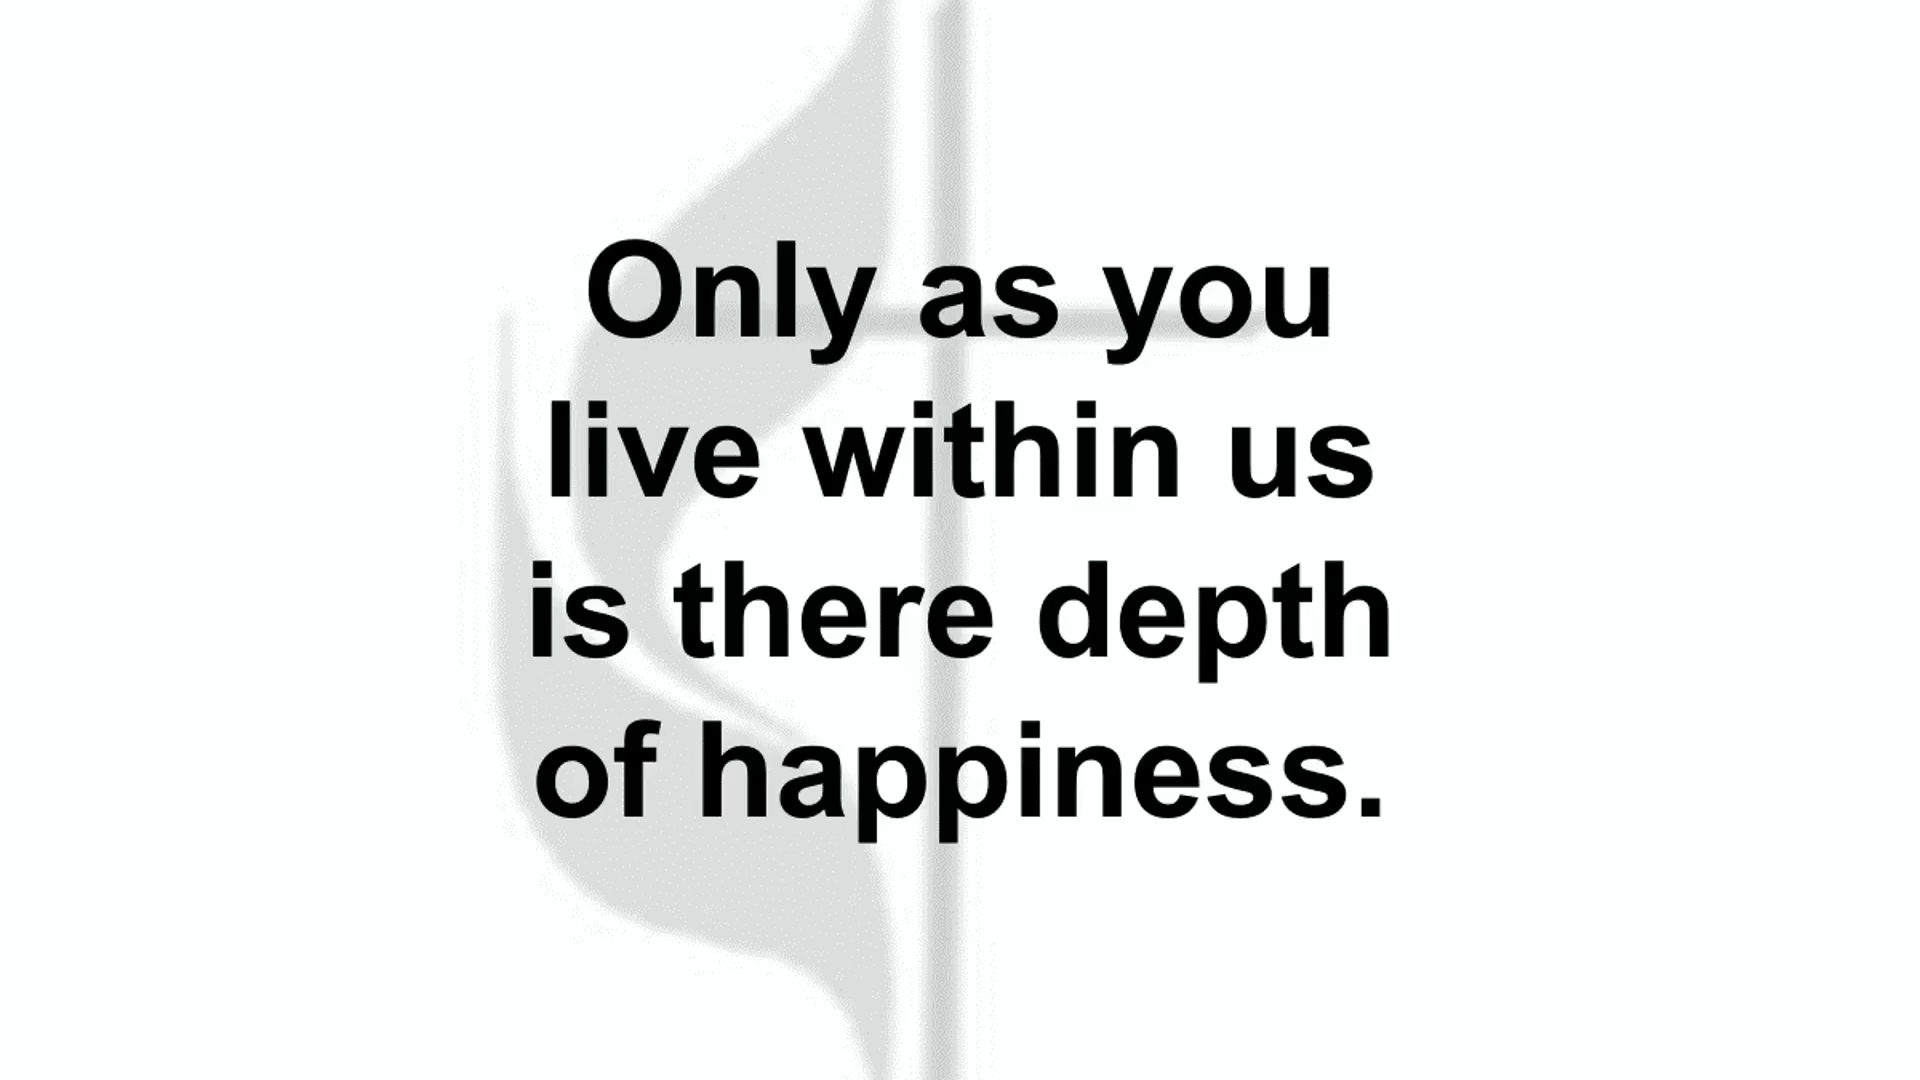 Only as you
live within us
is there depth
of happiness.